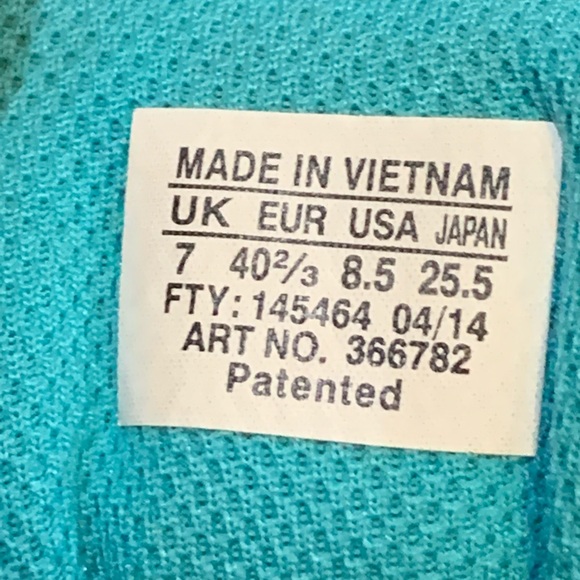 MADE IN VIETNAM
UK EUR USA JAPAN
7 40⅔ 8.5 25.5
FTY: 145464 04/14
ART NO. 366782
Patented